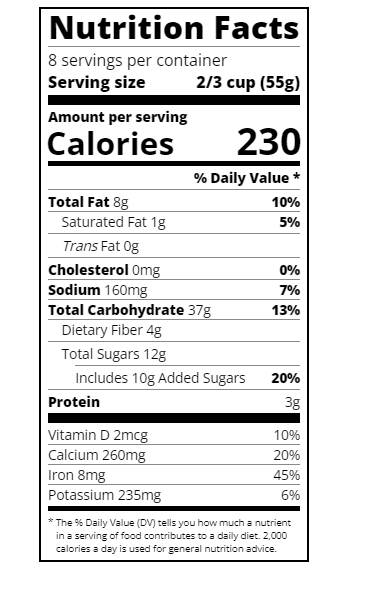 Nutrition Facts
8 servings per container
Serving size 2/3 cup (55g)
Amount per serving
Calories 230
% Daily Value *
Total Fat 8g 10%
Saturated Fat 1g 5%
Trans Fat 0g
Cholesterol 0mg 0%
Sodium 160mg 7%
Total Carbohydrate 37g 13%
Dietary Fiber 4g
Total Sugars 12g
Includes 10g Added Sugars 20%
Protein 3g
Vitamin D 2mcg 10%
Calcium 260mg 20%
Iron 8mg 45%
Potassium 235mg 6%
* The % Daily Value (DV) tells you how much a nutrient
in a serving of food contributes to a daily diet. 2,000
calories a day is used for general nutrition advice.